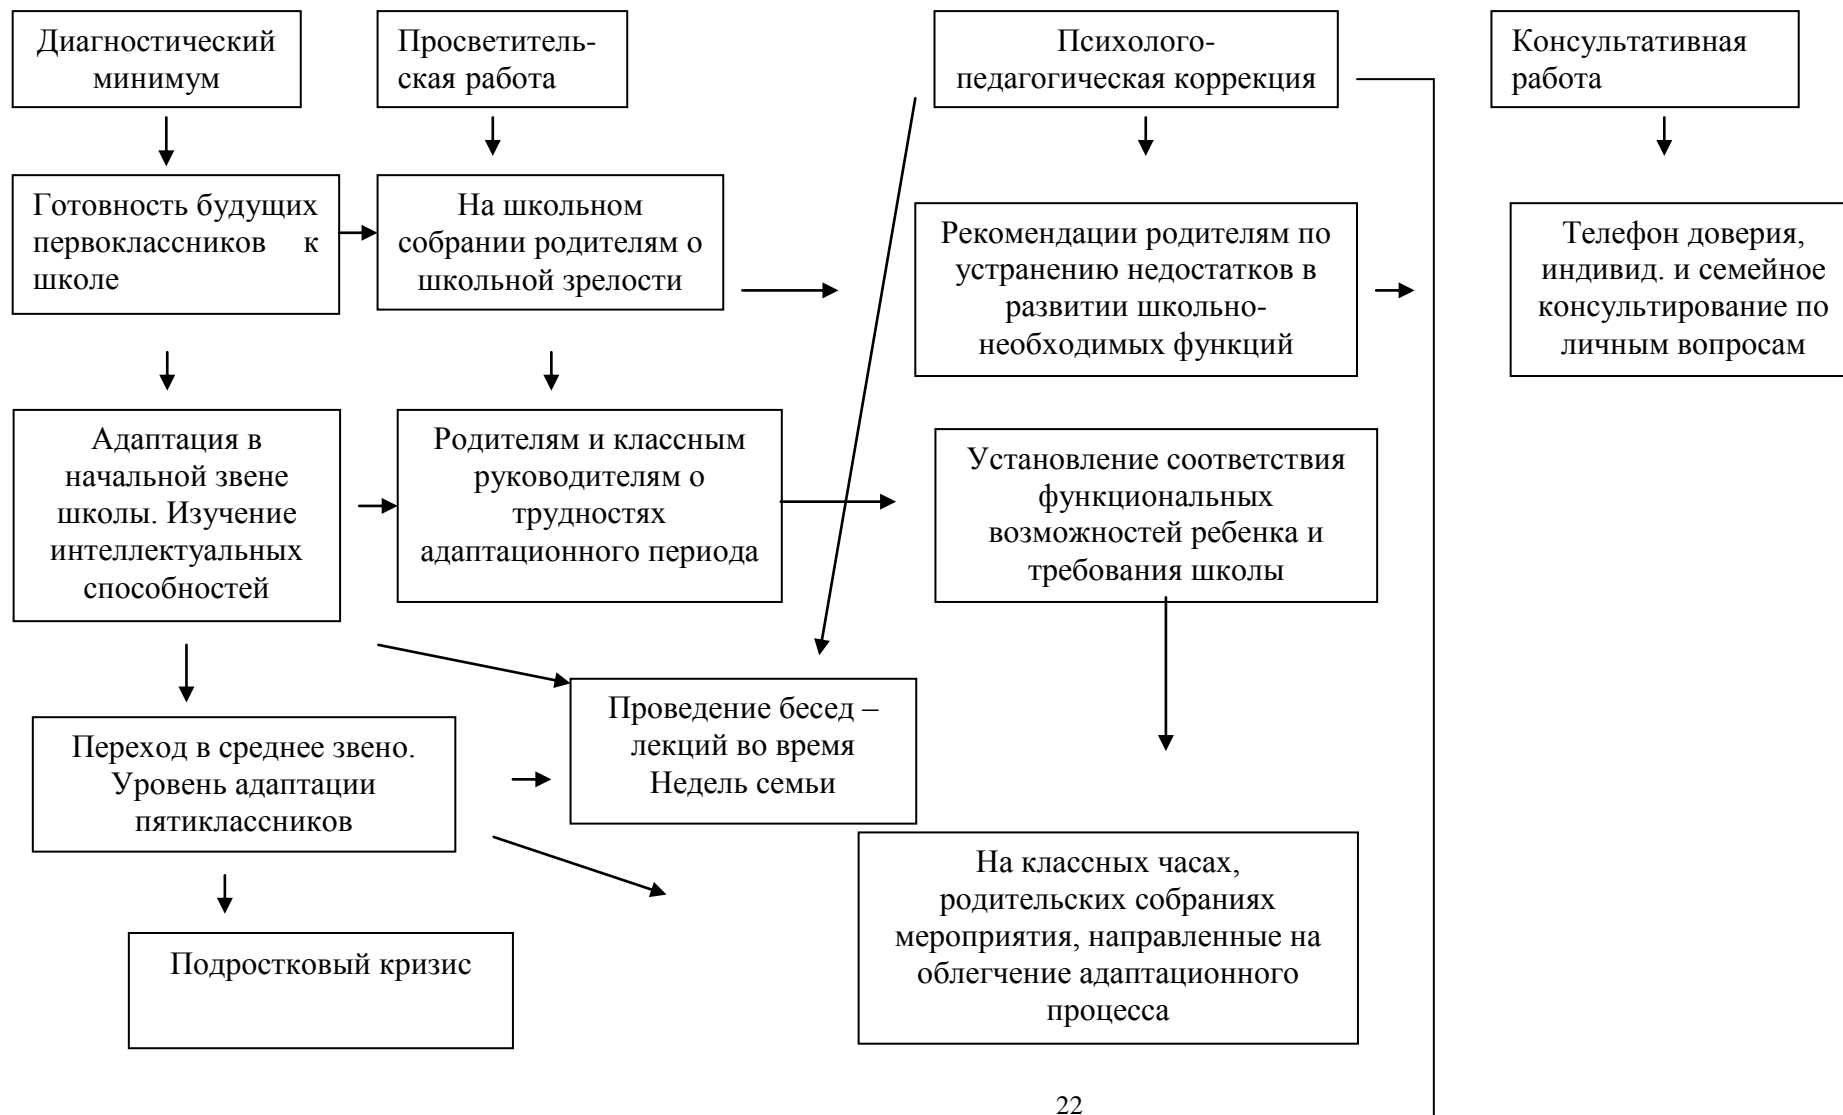 Диагностический
минимум
Просветитель-
ская работа
Психолого-
педагогическая коррекция
Консультативная
работа
Готовность будущих
первоклассников к
школе
На школьном
собрании родителям о
школьной зрелости
Рекомендации родителям по
устранению недостатков в
развитии школьно-
необходимых функций
Телефон доверия,
индивид. и семейное
консультирование по
личным вопросам
Адаптация в
начальной звене
школы. Изучение
интеллектуальных
способностей
Родителям и классным
руководителям о
трудностях
адаптационного периода
Установление соответствия
функциональных
возможностей ребенка и
требования школы
Проведение бесед –
лекций во время
Недель семьи
Переход в среднее звено.
Уровень адаптации
пятиклассников
На классных часах,
родительских собраниях
мероприятия, направленные на
облегчение адаптационного
процесса
Подростковый кризис
22